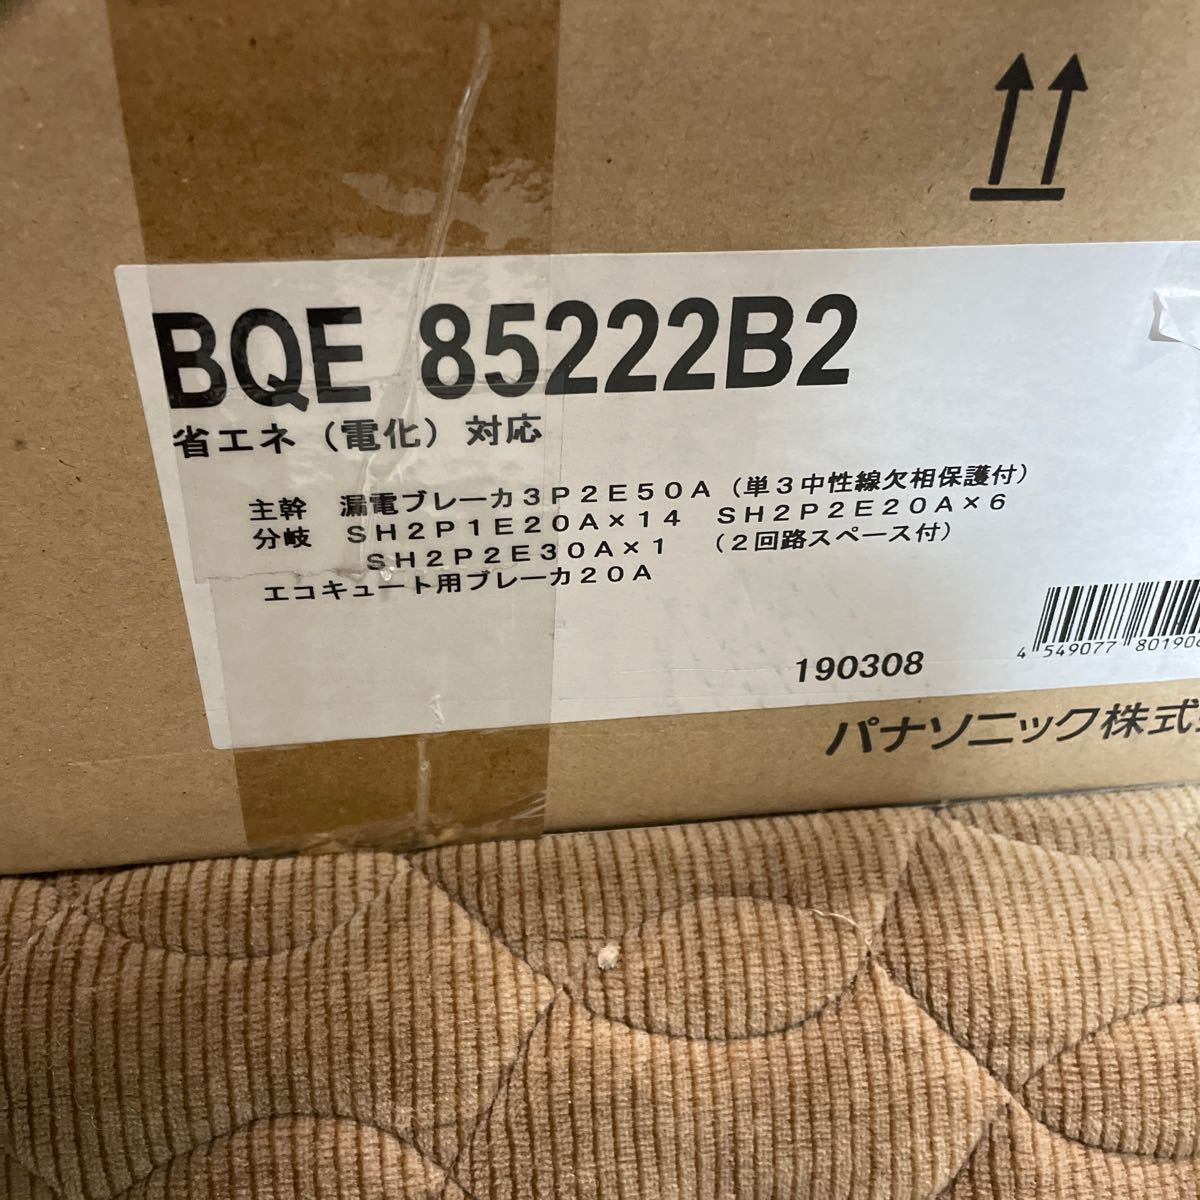 BQE 85222B2
省エネ（電化）対応
主幹 漏電ブレーカ３Ｐ２Ｅ５０Ａ（単３中性線欠相保護付）
分岐 ＳＨ２Ｐ１Ｅ２０Ａ×１４ ＳＨ２Ｐ２Ｅ２０Ａ×６
ＳＨ２Ｐ２Ｅ３０Ａ×１ （２回路スペース付）
エコキュート用ブレーカ２０Ａ
4 549077 801908
190308
パナソニック株式